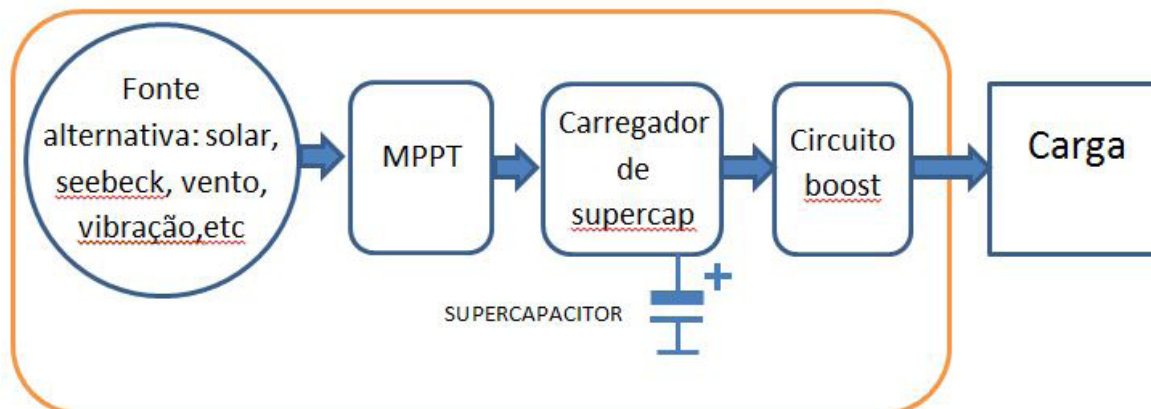 Fonte
alternativa: solar,
seebeck, vento,
vibração,etc
MPPT
Carregador
de
supercap
Circuito
boost
Carga
SUPERCAPACITOR
+